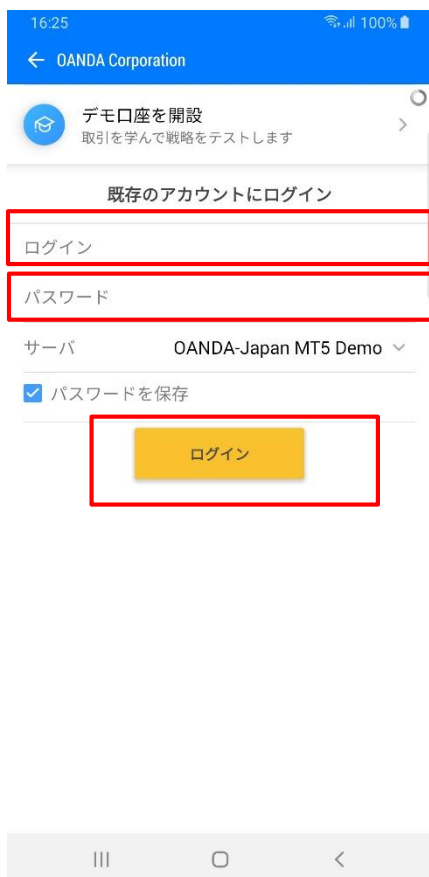 16:25 100%
OANDA Corporation
デモ口座を開設
取引を学んで戦略をテストします
既存のアカウントにログイン
ログイン
パスワード
サーバ OANDA-Japan MT5 Demo
パスワードを保存
ログイン